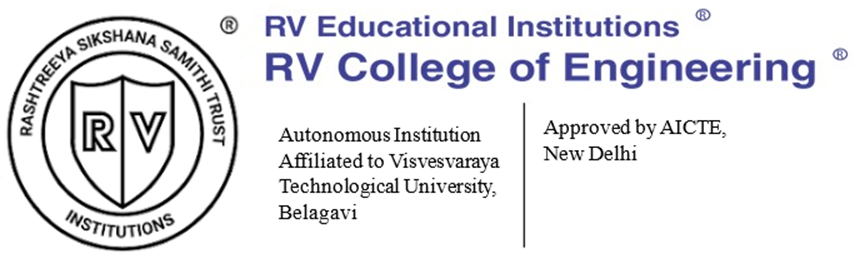 RASHTREEYA SIKSHANA SAMITHI TRUST
RV
INSTITUTIONS
®
RV Educational Institutions ®
RV College of Engineering ®
Autonomous Institution
Affiliated to Visvesvaraya
Technological University,
Belagavi
Approved by AICTE,
New Delhi